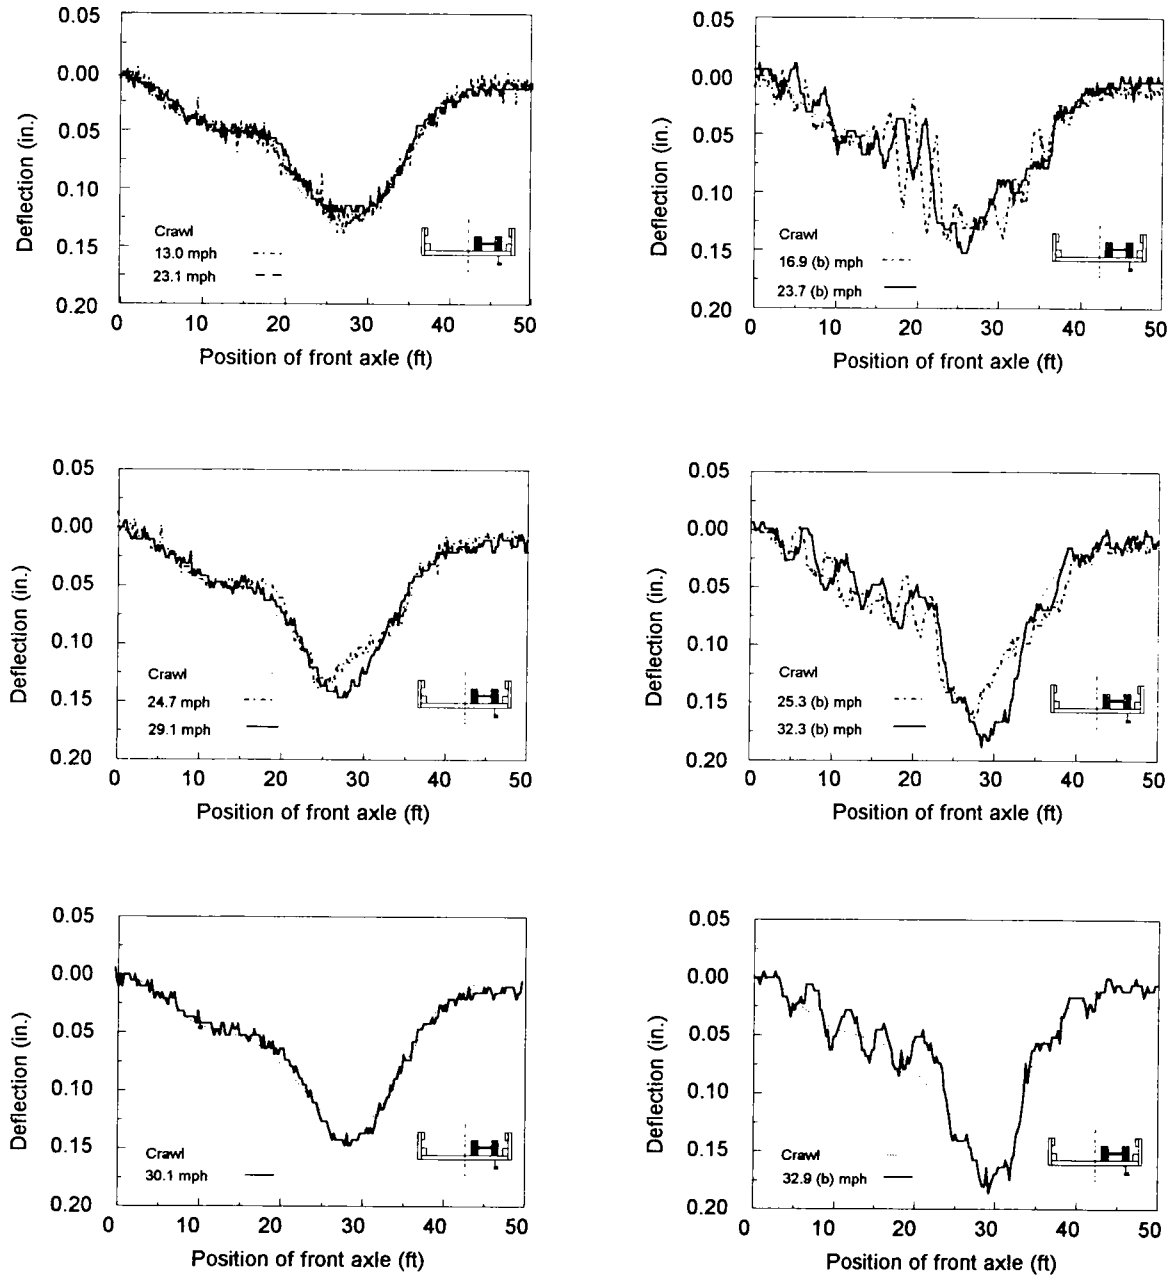 0.05
0.00
0.05
0.10
0.15
0.20
Deflection (in.)
Crawl
13.0 mph
23.1 mph
0 10 20 30 40 50
Position of front axle (ft)
0.05
0.00
0.05
0.10
0.15
0.20
Deflection (in.)
Crawl
16.9 (b) mph
23.7 (b) mph
0 10 20 30 40 50
Position of front axle (ft)
0.05
0.00
0.05
0.10
0.15
0.20
Deflection (in.)
Crawl
24.7 mph
29.1 mph
0 10 20 30 40 50
Position of front axle (ft)
0.05
0.00
0.05
0.10
0.15
0.20
Deflection (in.)
Crawl
25.3 (b) mph
32.3 (b) mph
0 10 20 30 40 50
Position of front axle (ft)
0.05
0.00
0.05
0.10
0.15
0.20
Deflection (in.)
Crawl
30.1 mph
0 10 20 30 40 50
Position of front axle (ft)
0.05
0.00
0.05
0.10
0.15
0.20
Deflection (in.)
Crawl
32.9 (b) mph
0 10 20 30 40 50
Position of front axle (ft)